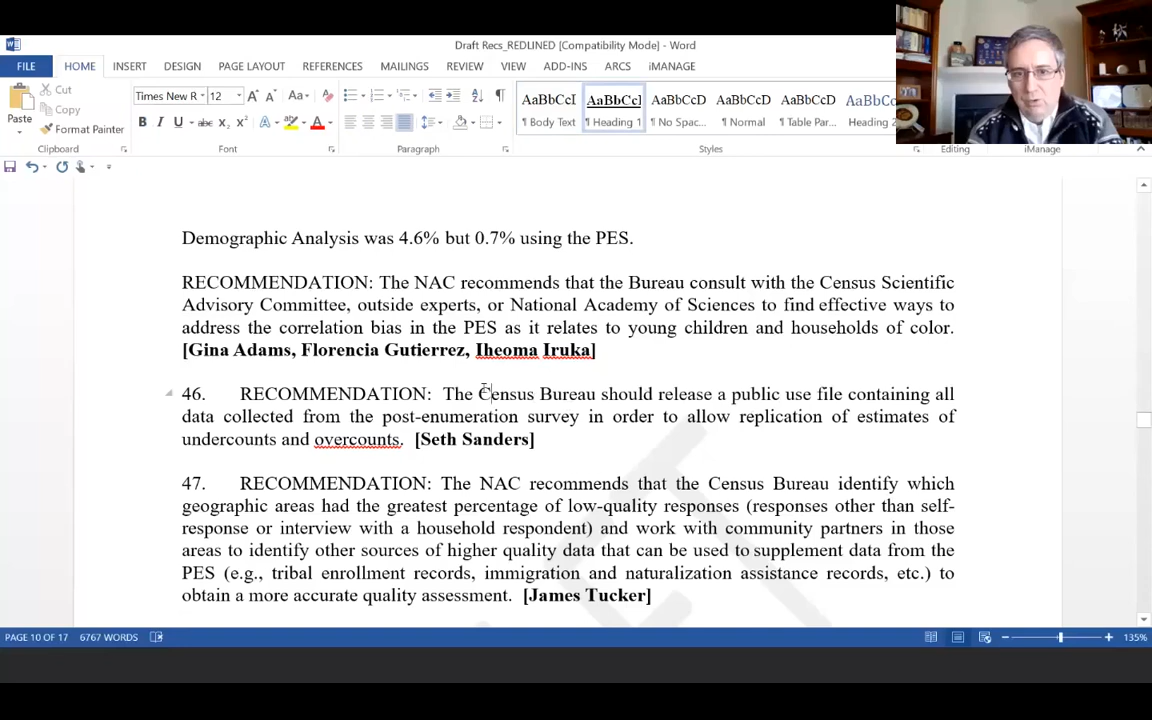 Draft Recs_REDLINED [Compatibility Mode] - Word
FILE HOME INSERT DESIGN PAGE LAYOUT REFERENCES MAILINGS REVIEW VIEW ADD-INS ARCS iMANAGE
Paste
Cut
Copy
Format Painter
Clipboard
Times New R 12
B I U abc X₂ X²
Font
Paragraph
AaBbCcI AaBbCcI AaBbCcD AaBbCcD AaBbCcD AaBbCc
¶ Body Text ¶ Heading 1 ¶ No Spac... ¶ Normal ¶ Table Par... Heading 2
Styles
Editing
iManage
Demographic Analysis was 4.6% but 0.7% using the PES.
RECOMMENDATION: The NAC recommends that the Bureau consult with the Census Scientific
Advisory Committee, outside experts, or National Academy of Sciences to find effective ways to
address the correlation bias in the PES as it relates to young children and households of color.
[Gina Adams, Florencia Gutierrez, Iheoma Iruka]
46. RECOMMENDATION: The Census Bureau should release a public use file containing all
data collected from the post-enumeration survey in order to allow replication of estimates of
undercounts and overcounts. [Seth Sanders]
47. RECOMMENDATION: The NAC recommends that the Census Bureau identify which
geographic areas had the greatest percentage of low-quality responses (responses other than self-
response or interview with a household respondent) and work with community partners in those
areas to identify other sources of higher quality data that can be used to supplement data from the
PES (e.g., tribal enrollment records, immigration and naturalization assistance records, etc.) to
obtain a more accurate quality assessment. [James Tucker]
PAGE 10 OF 17 6767 WORDS 135%